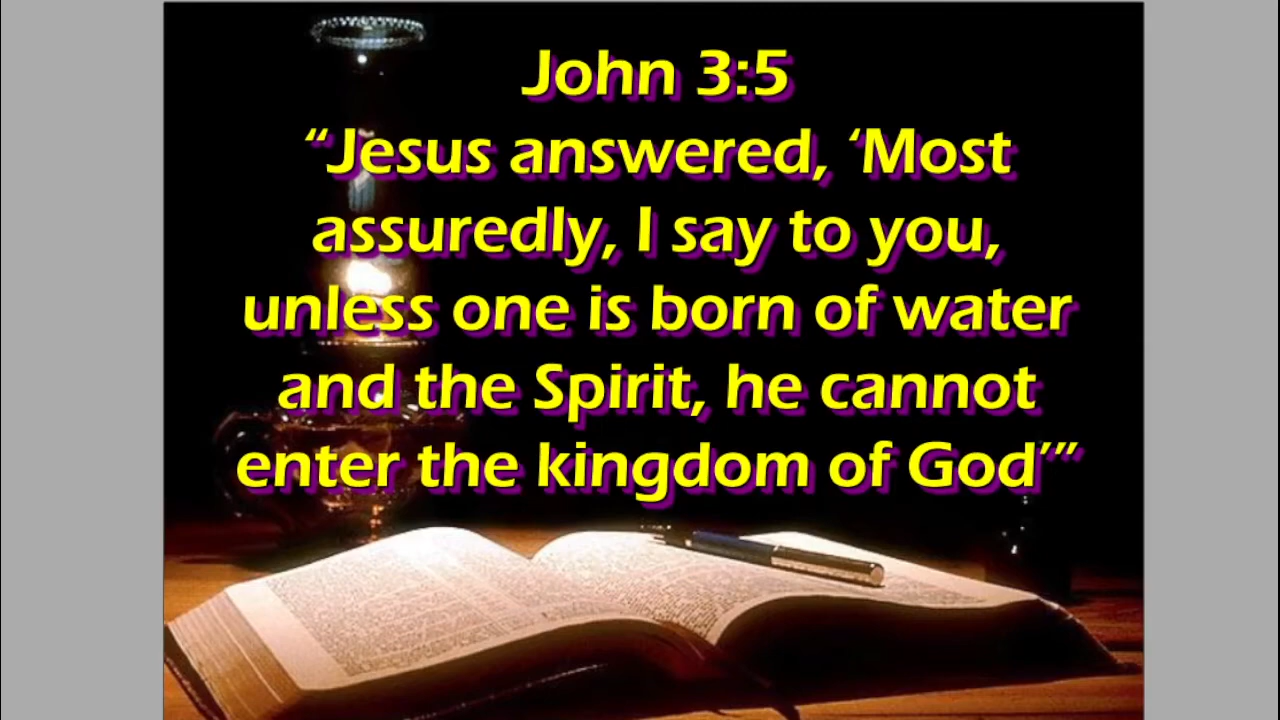 John 3:5
“Jesus answered, ‘Most
assuredly, I say to you,
unless one is born of water
and the Spirit, he cannot
enter the kingdom of God’”